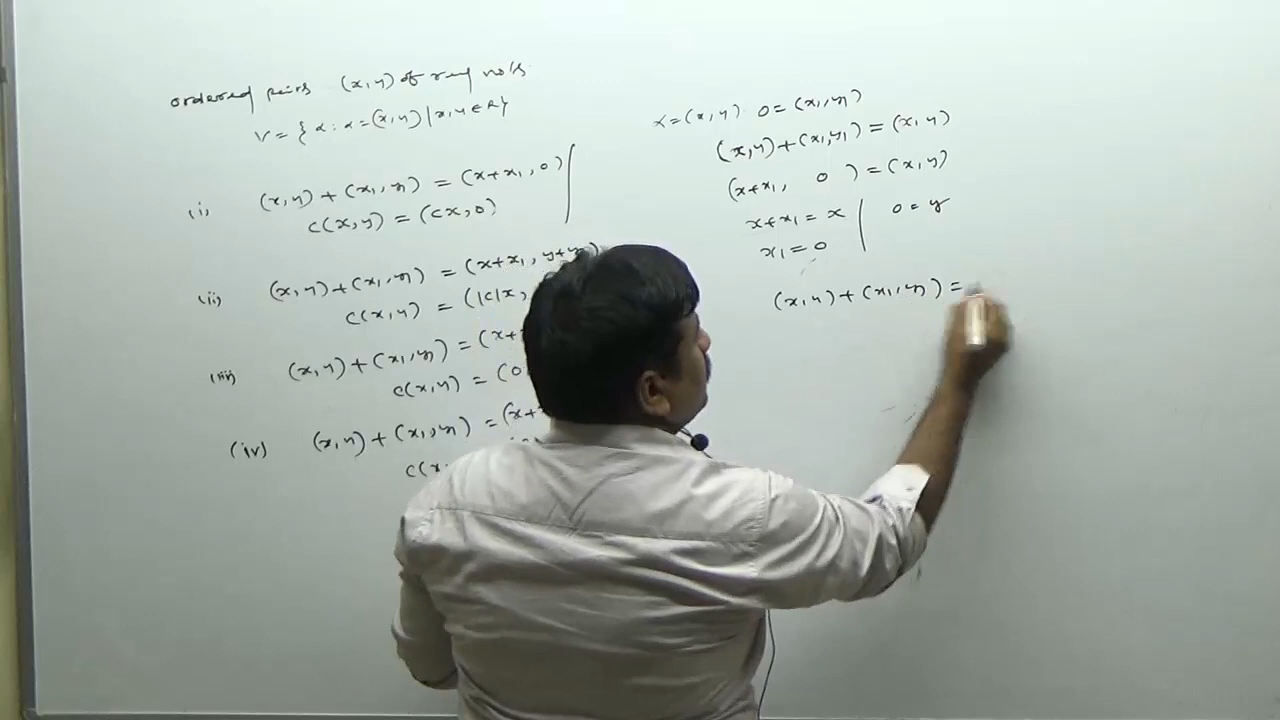 ordered pairs (x,y) of real no's.
V = { α : α = (x,y) | x,y ∈ R }
(i) (x,y) + (x₁,y₁) = (x+x₁, 0)
c(x,y) = (cx, 0)
(ii) (x,y) + (x₁,y₁) = (x+x₁, y+y₁)
c(x,y) = (|c|x,
(iii) (x,y) + (x₁,y₁) = (x+
c(x,y) = (0
(iv) (x,y) + (x₁,y₁) = (x+
c(x
α = (x,y) 0 = (x₁,y₁)
(x,y) + (x₁,y₁) = (x,y)
(x+x₁, 0 ) = (x,y)
x+x₁ = x | 0 = y
x₁ = 0
(x,y) + (x₁,y₁) =